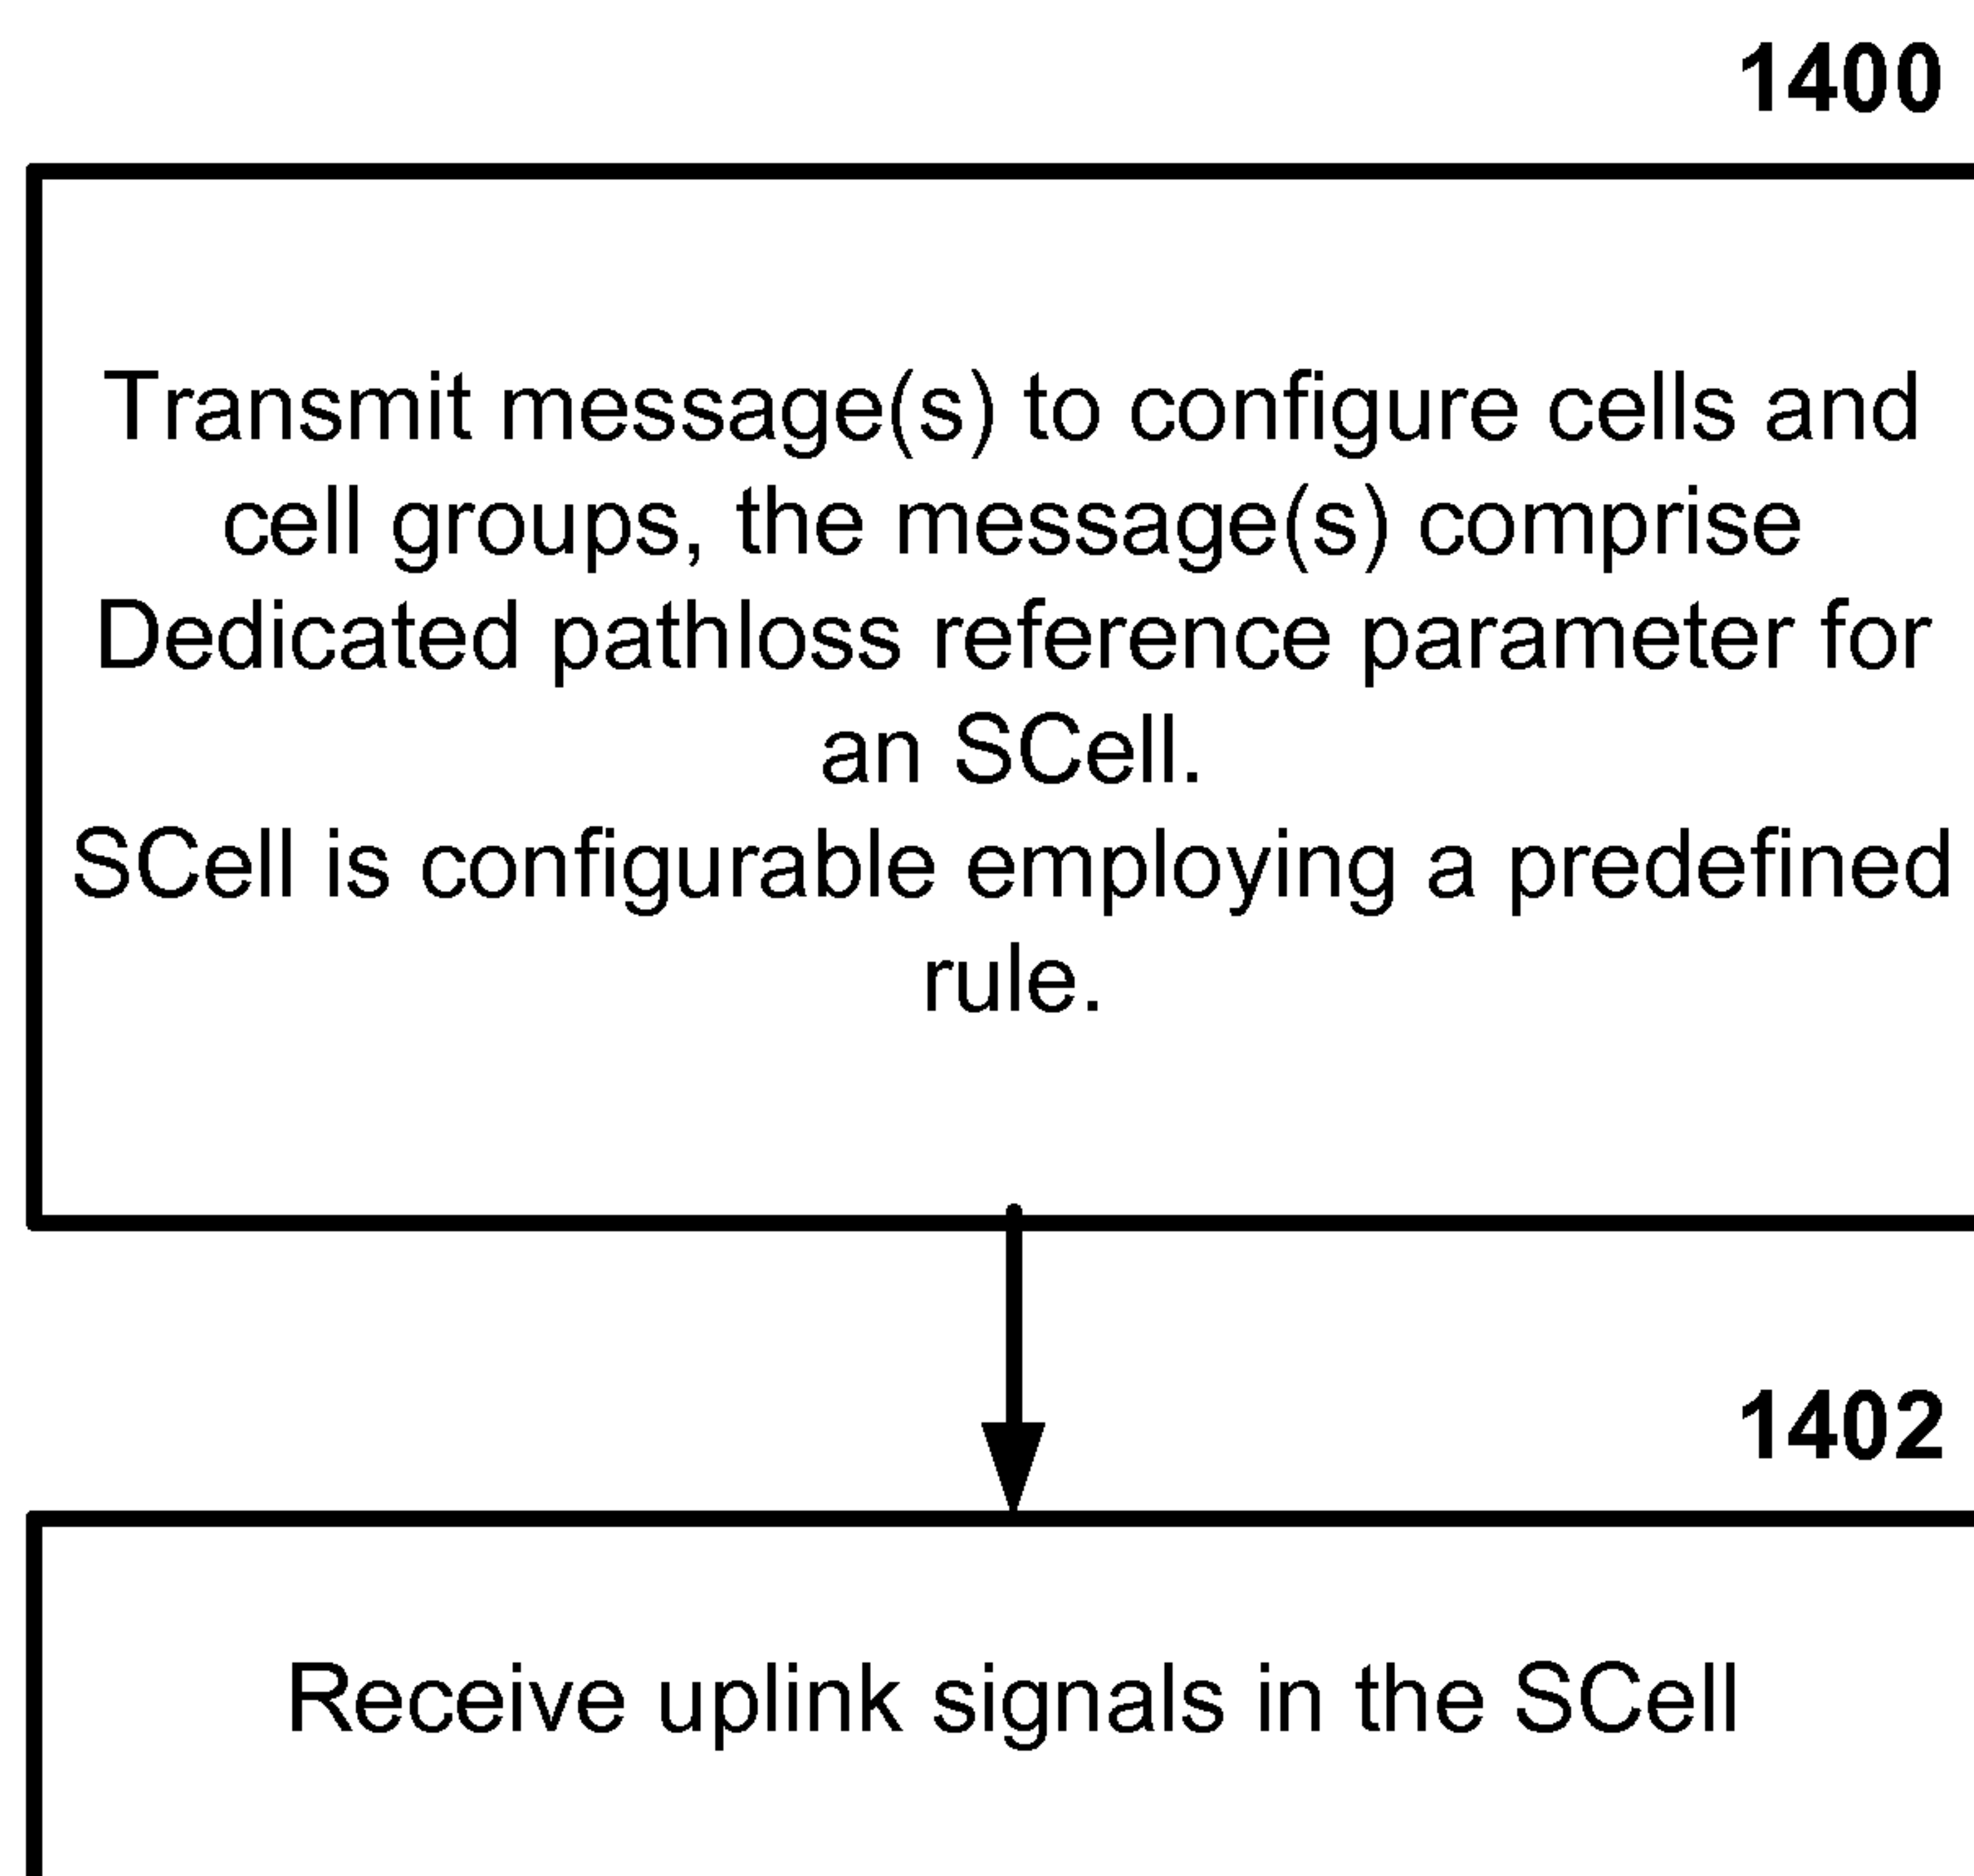 1400
Transmit message(s) to configure cells and
cell groups, the message(s) comprise
Dedicated pathloss reference parameter for
an SCell.
SCell is configurable employing a predefined
rule.
1402
Receive uplink signals in the SCell